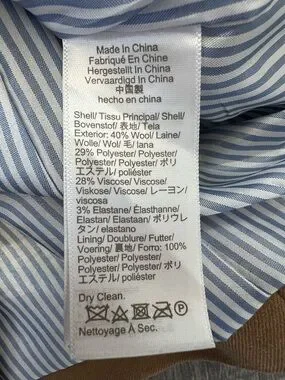 Made In China
Fabriqué En Chine
Hergestellt In China
Vervaardigd In China
中国製
hecho en china
Shell/ Tissu Principal/ Shell/
Bovenstof/ 表地/ Tela
Exterior: 40% Wool/ Laine/
Wolle/ Wol/ 毛/ lana
29% Polyester/ Polyester/
Polyester/ Polyester/ ポリ
エステル/ poliéster
28% Viscose/ Viscose/
Viskose/ Viscose/ レーヨン/
viscosa
3% Elastane/ Élasthanne/
Elastan/ Elastaan/ ポリウレ
タン/ elastano
Lining/ Doublure/ Futter/
Voering/ 裏地/ Forro: 100%
Polyester/ Polyester/
Polyester/ Polyester/ ポリ
エステル/ poliéster
Dry Clean.
P
Nettoyage À Sec.